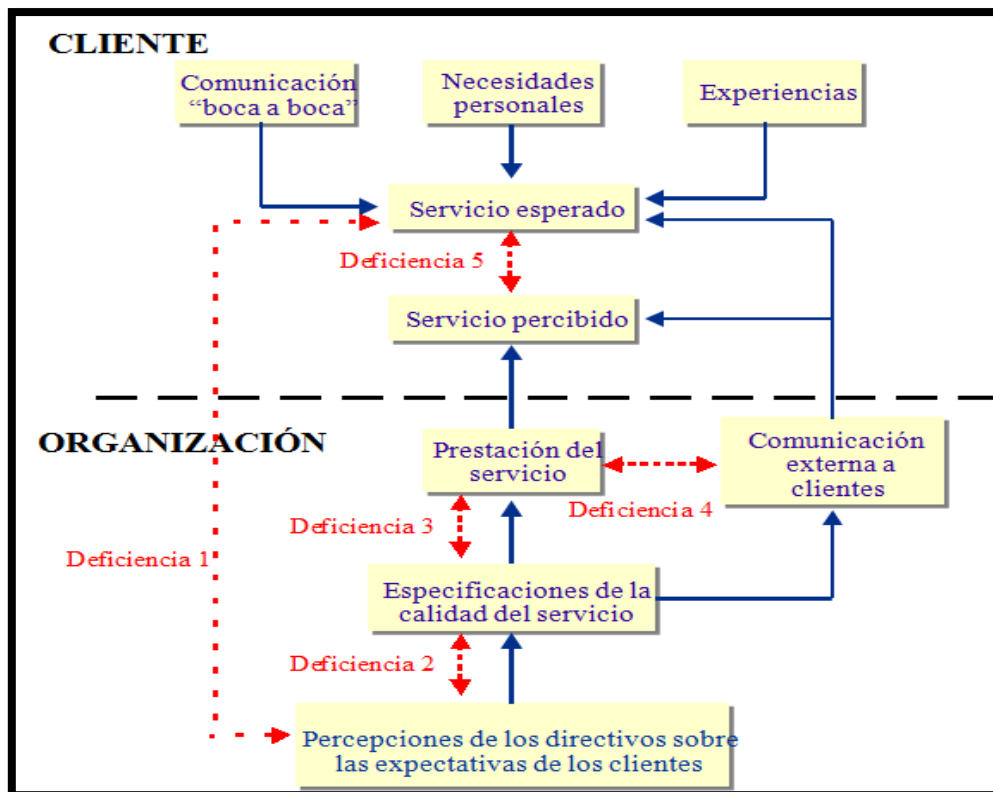 CLIENTE
Comunicación
“boca a boca”
Necesidades
personales
Experiencias
Servicio esperado
Deficiencia 5
Servicio percibido
ORGANIZACIÓN
Prestación del
servicio
Comunicación
externa a
clientes
Deficiencia 4
Deficiencia 3
Deficiencia 1
Especificaciones de la
calidad del servicio
Deficiencia 2
Percepciones de los directivos sobre
las expectativas de los clientes